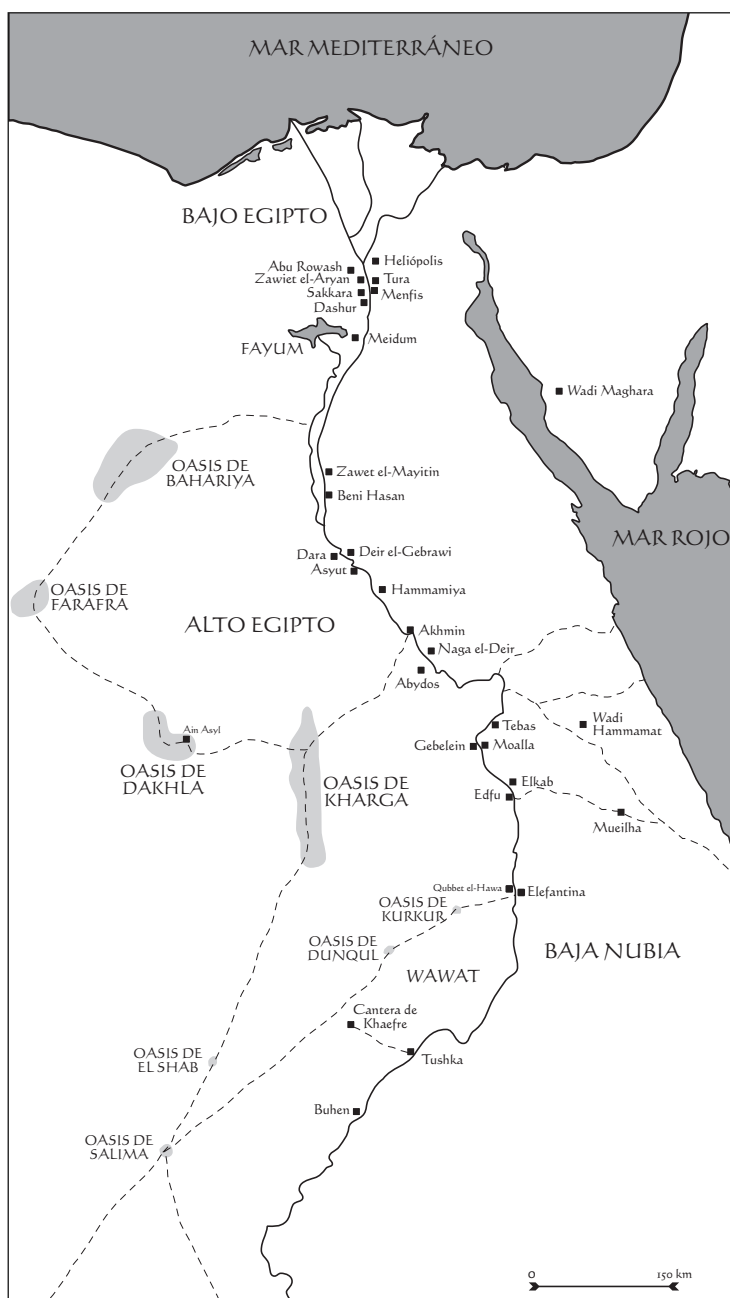 MAR MEDITERRÁNEO
BAJO EGIPTO
Heliópolis
Abu Rowash
Zawiet el-Aryan
Tura
Sakkara
Menfis
Dashur
FAYUM
Meidum
Wadi Maghara
OASIS DE
BAHARIYA
Zawet el-Mayitin
Beni Hasan
MAR ROJO
Dara
Deir el-Gebrawi
Asyut
OASIS DE
FARAFRA
Hammamiya
ALTO EGIPTO
Akhmin
Naga el-Deir
Abydos
Ain Asyl
Tebas
Wadi
Hammamat
Gebelein
Moalla
OASIS DE
DAKHLA
OASIS DE
KHARGA
Elkab
Edfu
Mueilha
Qubbet el-Hawa
Elefantina
OASIS DE
KURKUR
OASIS DE
DUNQUL
BAJA NUBIA
WAWAT
Cantera de
Khaefre
Tushka
OASIS DE
EL SHAB
Buhen
OASIS DE
SALIMA
0
150 km